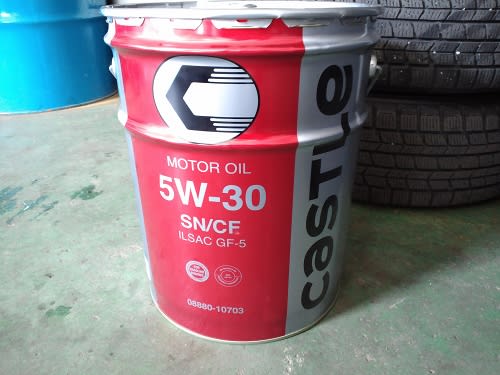 MOTOR OIL
5W-30
SN/CF
ILSAC GF-5
08880-10703
CaSTLe